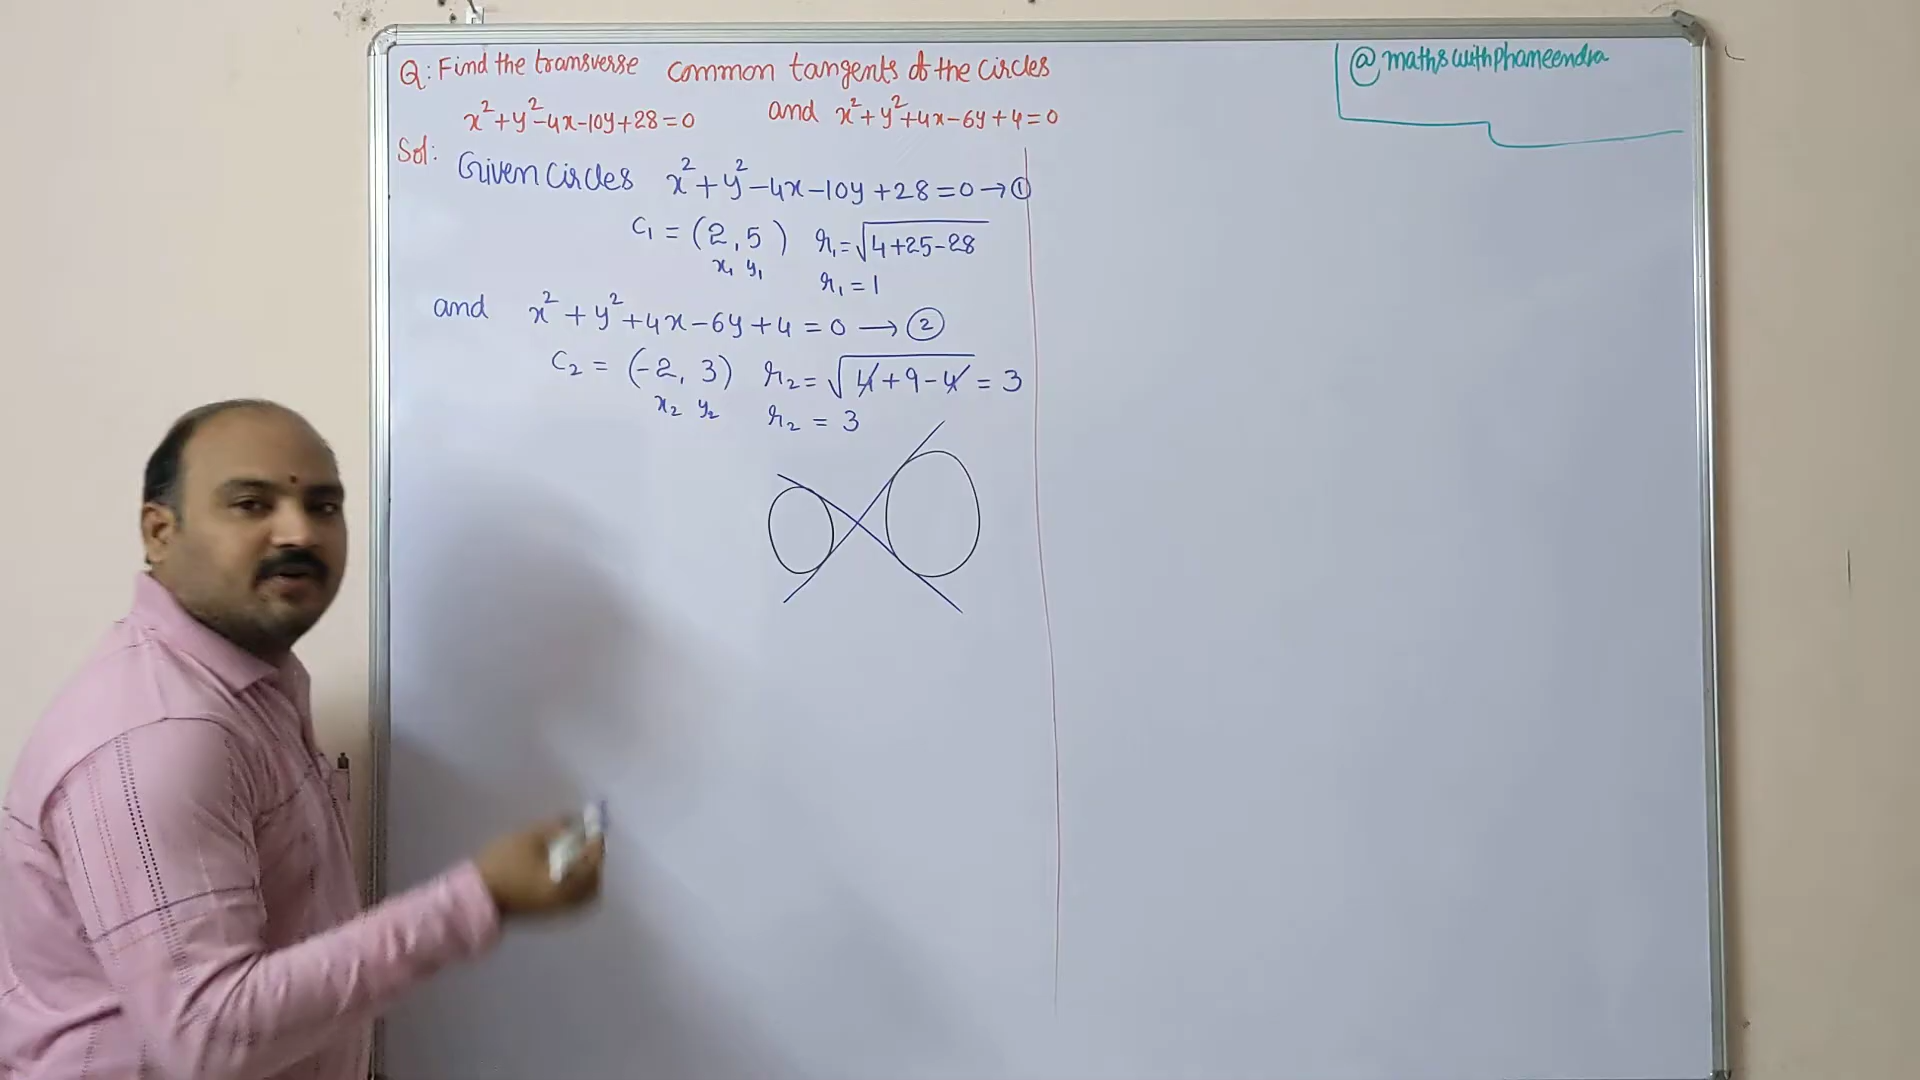 Q: Find the transverse common tangents of the circles
x²+y²-4x-10y+28=0 and x²+y²+4x-6y+4=0
@mathswithphameendra
Sol: Given circles x²+y²-4x-10y+28=0→①
C₁ = (2,5) r₁=√4+25-28
x₁ y₁
r₁=1
and x²+y²+4x-6y+4=0→②
C₂ = (-2, 3) r₂=√4+9-4 = 3
x₂ y₂
r₂ = 3